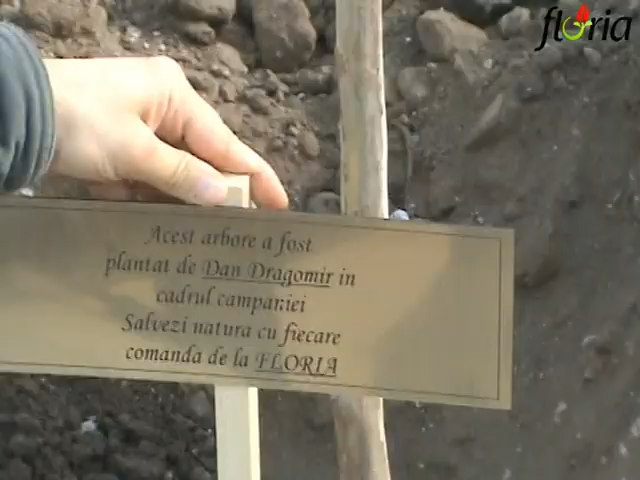 floria
Acest arbore a fost
plantat de Dan Dragomir in
cadrul campaniei
Salvezi natura cu fiecare
comanda de la FLORIA